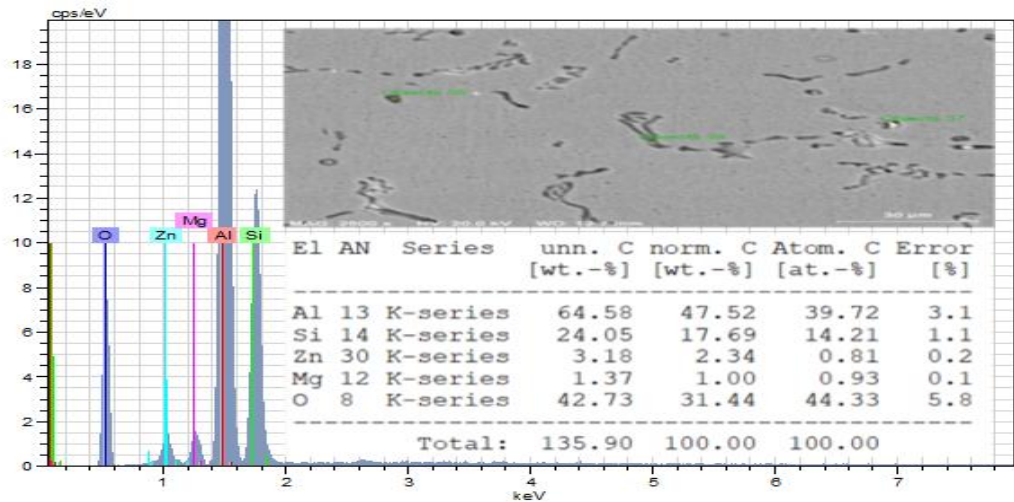 cps/eV
18
16
14
12
10
8
6
4
2
0
O Zn Mg Al Si
30 µm
El AN Series unn. C norm. C Atom. C Error
[wt.-%] [wt.-%] [at.-%] [%]
Al 13 K-series 64.58 47.52 39.72 3.1
Si 14 K-series 24.05 17.69 14.21 1.1
Zn 30 K-series 3.18 2.34 0.81 0.2
Mg 12 K-series 1.37 1.00 0.93 0.1
O 8 K-series 42.73 31.44 44.33 5.8
Total: 135.90 100.00 100.00
1 2 3 4 5 6 7
keV